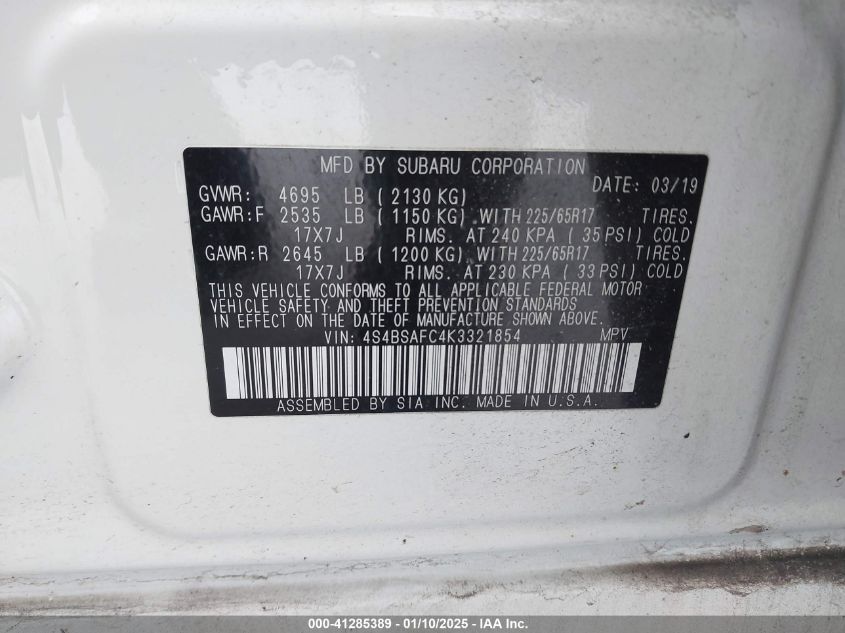 MFD BY SUBARU CORPORATION
DATE: 03/19
GVWR: 4695 LB ( 2130 KG)
GAWR:F 2535 LB ( 1150 KG). WITH 225/65R17 TIRES.
17X7J RIMS. AT 240 KPA ( 35 PSI) COLD
GAWR:R 2645 LB ( 1200 KG). WITH 225/65R17 TIRES.
17X7J RIMS. AT 230 KPA ( 33 PSI) COLD
THIS VEHICLE CONFORMS TO ALL APPLICABLE FEDERAL MOTOR
VEHICLE SAFETY AND THEFT PREVENTION STANDARDS
IN EFFECT ON THE DATE OF MANUFACTURE SHOWN ABOVE.
VIN: 4S4BSAFC4K3321854 MPV
ASSEMBLED BY SIA INC. MADE IN U.S.A.
000-41285389 - 01/10/2025 - IAA Inc.